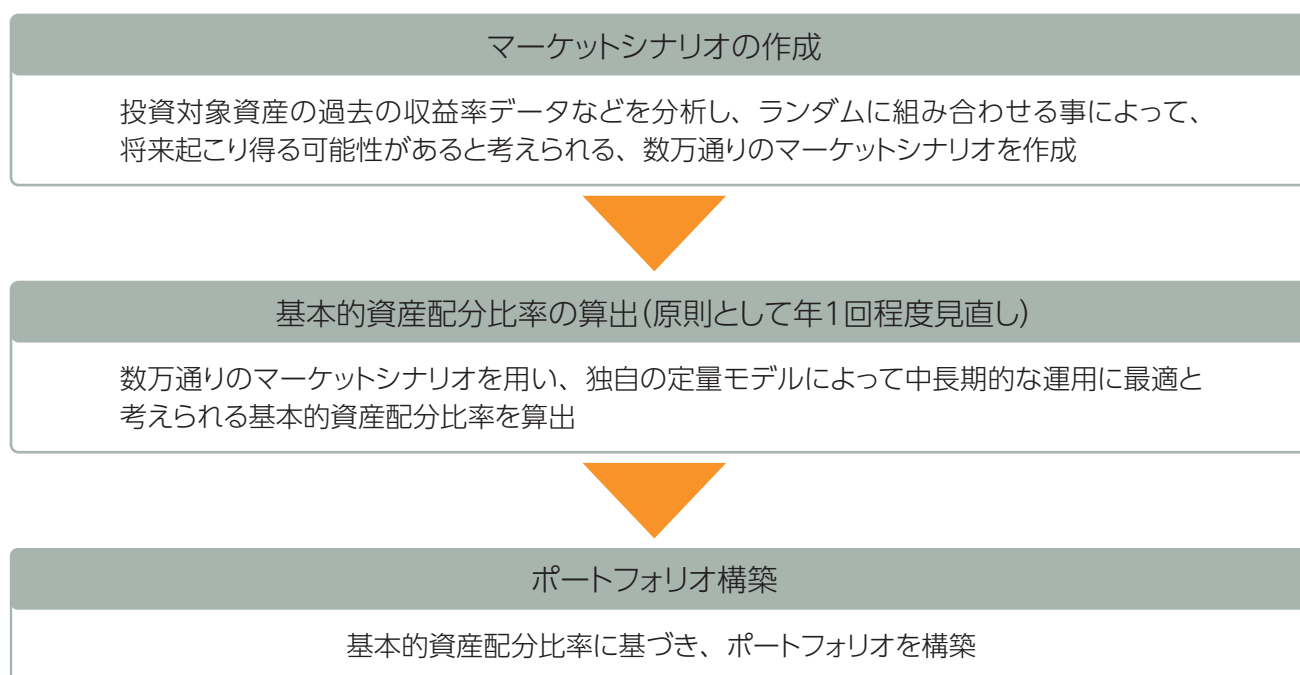 マーケットシナリオの作成
投資対象資産の過去の収益率データなどを分析し、ランダムに組み合わせる事によって、
将来起こり得る可能性があると考えられる、数万通りのマーケットシナリオを作成
基本的資産配分比率の算出(原則として年1回程度見直し)
数万通りのマーケットシナリオを用い、独自の定量モデルによって中長期的な運用に最適と
考えられる基本的資産配分比率を算出
ポートフォリオ構築
基本的資産配分比率に基づき、ポートフォリオを構築